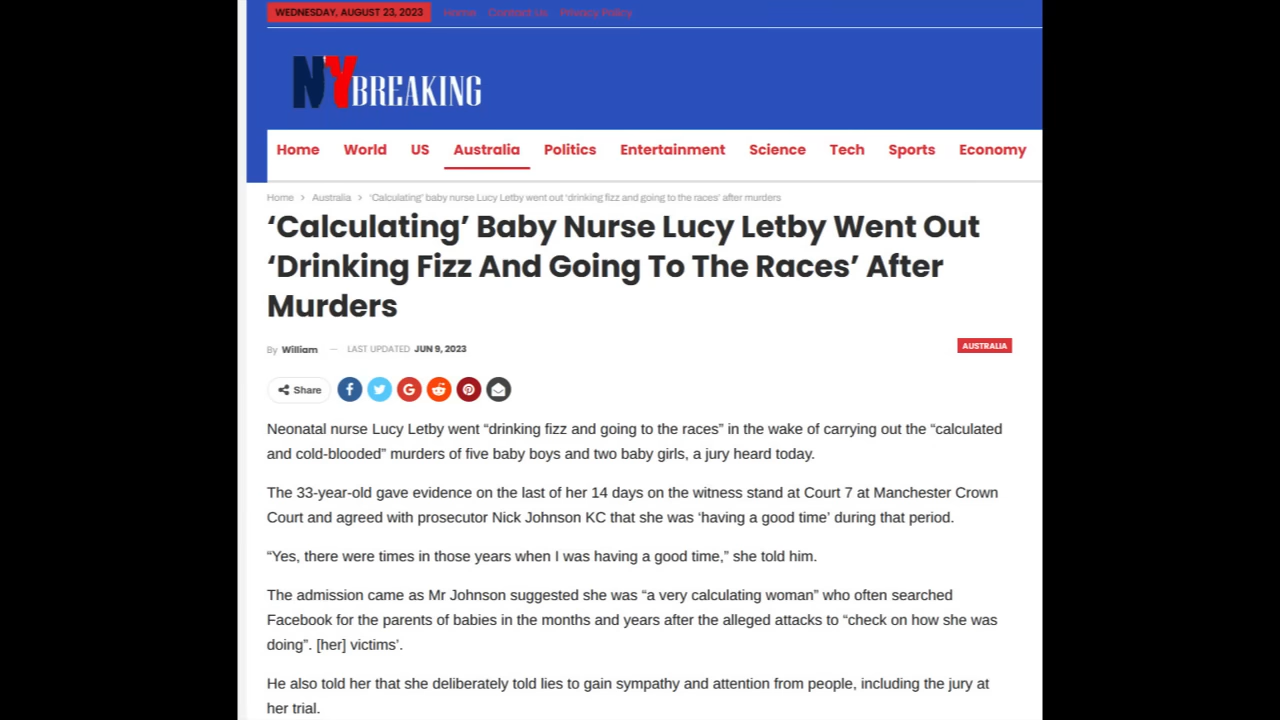 WEDNESDAY, AUGUST 23, 2023 Home Contact Us Privacy Policy
NYBREAKING
Home World US Australia Politics Entertainment Science Tech Sports Economy
Home > Australia > ‘Calculating’ baby nurse Lucy Letby went out ‘drinking fizz and going to the races’ after murders
‘Calculating’ Baby Nurse Lucy Letby Went Out
‘Drinking Fizz And Going To The Races’ After
Murders
By William — LAST UPDATED JUN 9, 2023
AUSTRALIA
Share
Neonatal nurse Lucy Letby went “drinking fizz and going to the races” in the wake of carrying out the “calculated
and cold-blooded” murders of five baby boys and two baby girls, a jury heard today.
The 33-year-old gave evidence on the last of her 14 days on the witness stand at Court 7 at Manchester Crown
Court and agreed with prosecutor Nick Johnson KC that she was ‘having a good time’ during that period.
“Yes, there were times in those years when I was having a good time,” she told him.
The admission came as Mr Johnson suggested she was “a very calculating woman” who often searched
Facebook for the parents of babies in the months and years after the alleged attacks to “check on how she was
doing”. [her] victims’.
He also told her that she deliberately told lies to gain sympathy and attention from people, including the jury at
her trial.